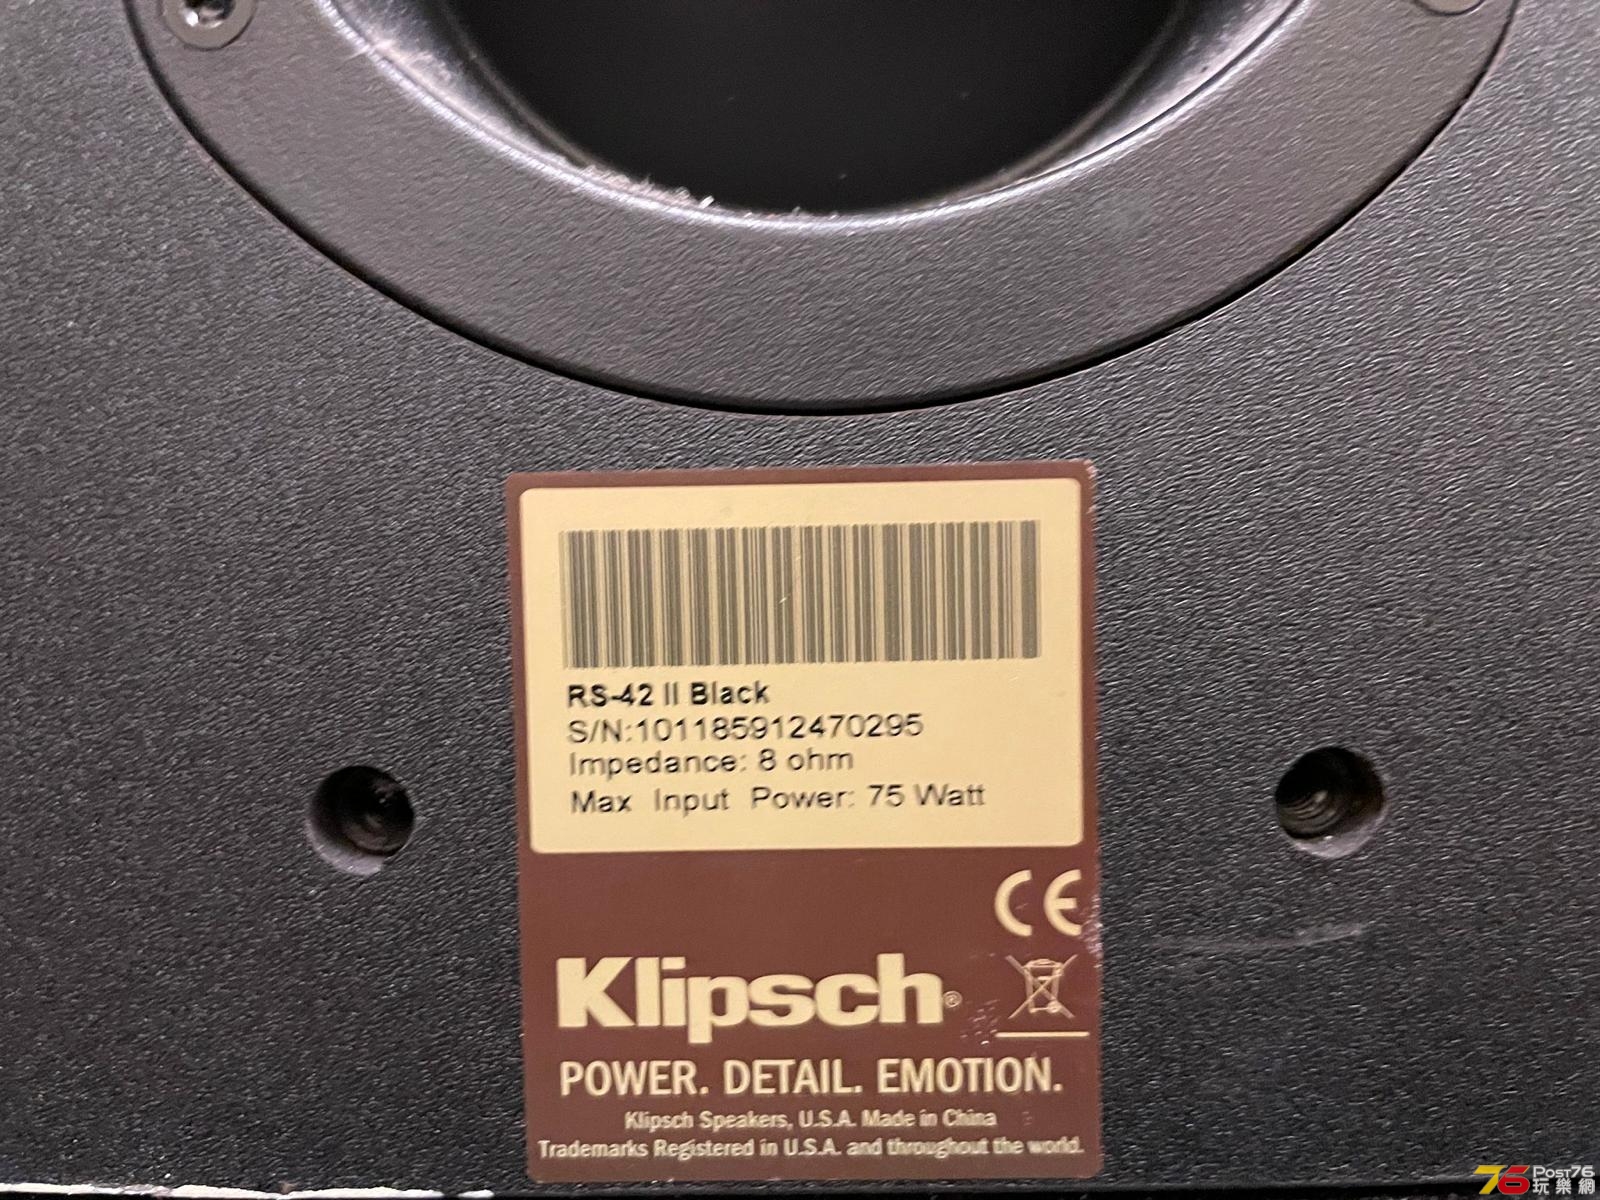 RS-42 II Black
S/N:101185912470295
Impedance: 8 ohm
Max Input Power: 75 Watt
CE
Klipsch®
POWER. DETAIL. EMOTION.
Klipsch Speakers, U.S.A. Made in China
Trademarks Registered in U.S.A. and throughout the world.
76 Post76
玩樂網